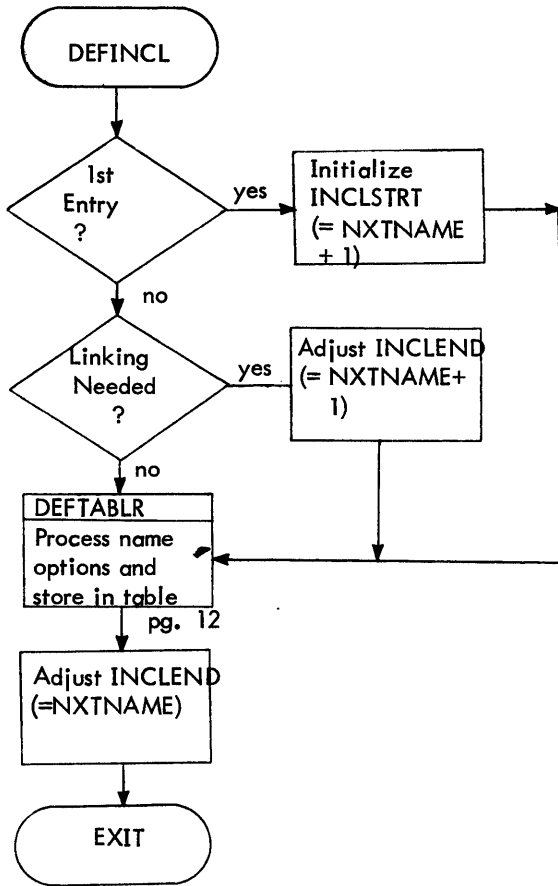 DEFINCL
1st
Entry
?
yes
Initialize
INCLSTRT
(= NXTNAME
+ 1)
no
Linking
Needed
?
yes
Adjust INCLEND
(= NXTNAME+
1)
no
DEFTABLR
Process name
options and
store in table
pg. 12
Adjust INCLEND
(=NXTNAME)
EXIT